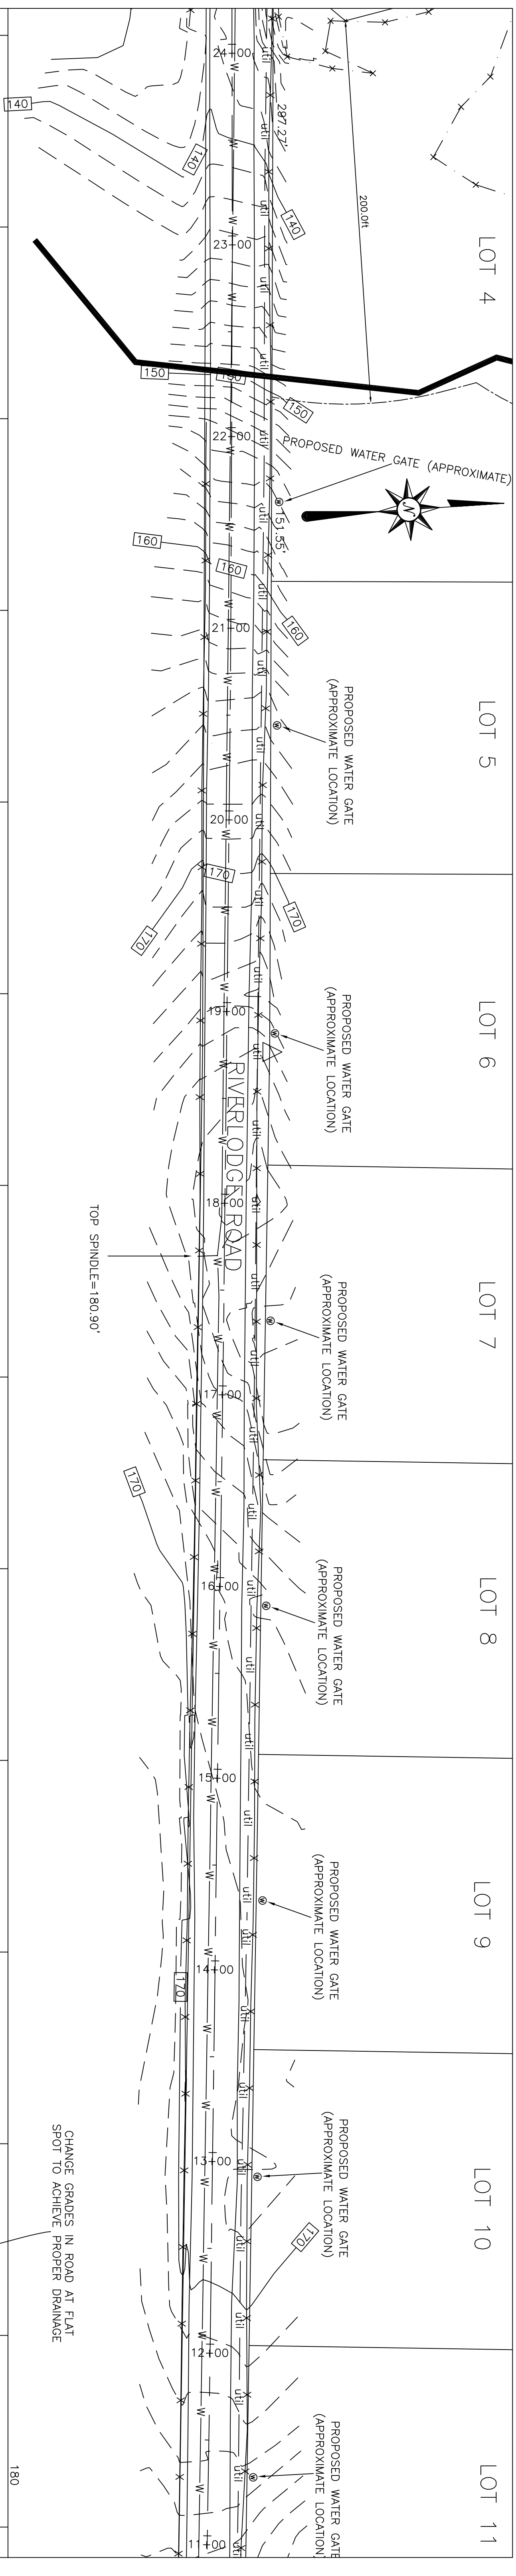 24+00
util
W
297.27'
140
140
140
200.0ft
23+00
LOT 4
150
150
150
22+00
PROPOSED WATER GATE (APPROXIMATE)
N
151.55'
160
160
160
21+00
PROPOSED WATER GATE
(APPROXIMATE LOCATION)
LOT 5
20+00
170
170
170
19+00
PROPOSED WATER GATE
(APPROXIMATE LOCATION)
LOT 6
RIVERLODGE ROAD
18+00
TOP SPINDLE=180.90'
PROPOSED WATER GATE
(APPROXIMATE LOCATION)
LOT 7
17+00
170
16+00
PROPOSED WATER GATE
(APPROXIMATE LOCATION)
LOT 8
15+00
PROPOSED WATER GATE
(APPROXIMATE LOCATION)
LOT 9
14+00
170
13+00
PROPOSED WATER GATE
(APPROXIMATE LOCATION)
LOT 10
170
CHANGE GRADES IN ROAD AT FLAT
SPOT TO ACHIEVE PROPER DRAINAGE
12+00
PROPOSED WATER GATE
(APPROXIMATE LOCATION)
LOT 11
11+00
180